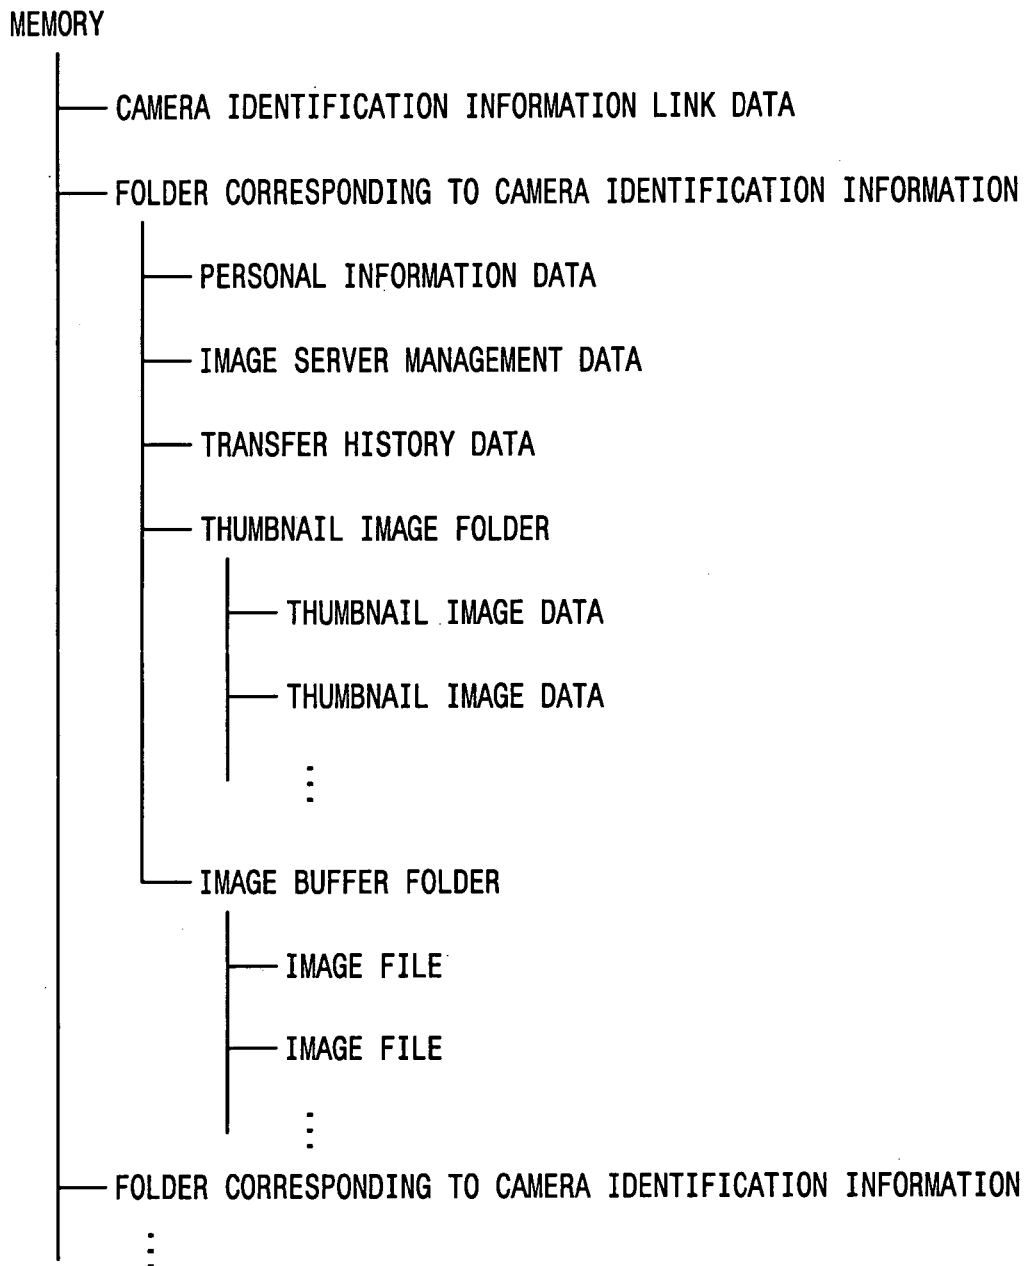 MEMORY
CAMERA IDENTIFICATION INFORMATION LINK DATA
FOLDER CORRESPONDING TO CAMERA IDENTIFICATION INFORMATION
PERSONAL INFORMATION DATA
IMAGE SERVER MANAGEMENT DATA
TRANSFER HISTORY DATA
THUMBNAIL IMAGE FOLDER
THUMBNAIL IMAGE DATA
THUMBNAIL IMAGE DATA
IMAGE BUFFER FOLDER
IMAGE FILE
IMAGE FILE
FOLDER CORRESPONDING TO CAMERA IDENTIFICATION INFORMATION